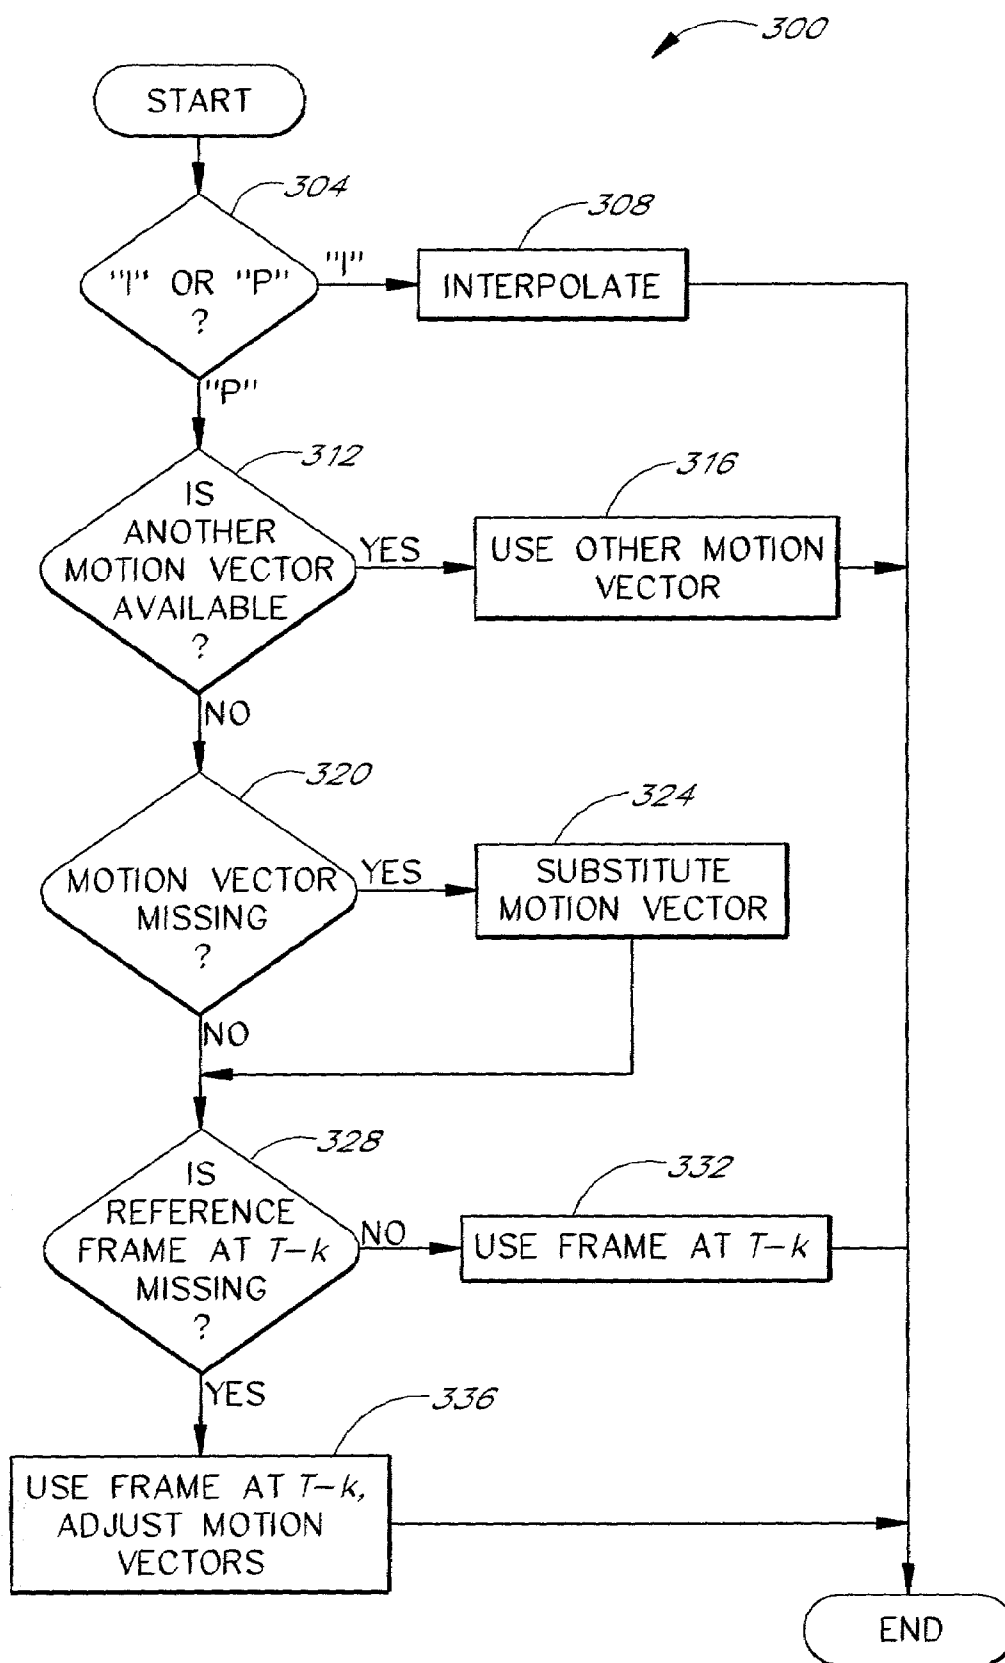 300
START
304
"I" OR "P"
?
"I"
308
INTERPOLATE
"P"
312
IS
ANOTHER
MOTION VECTOR
AVAILABLE
?
YES
316
USE OTHER MOTION
VECTOR
NO
320
MOTION VECTOR
MISSING
?
YES
324
SUBSTITUTE
MOTION VECTOR
NO
328
IS
REFERENCE
FRAME AT T-k
MISSING
?
NO
332
USE FRAME AT T-k
YES
336
USE FRAME AT T-k,
ADJUST MOTION
VECTORS
END